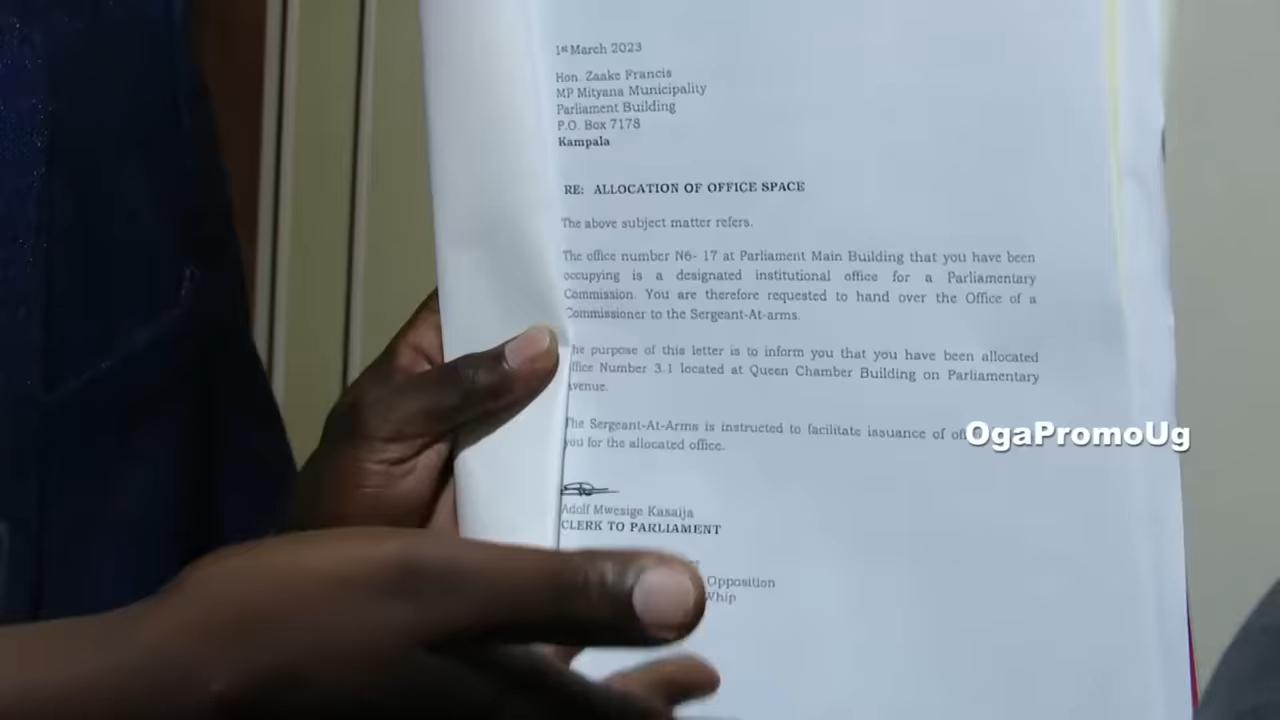 1st March 2023
Hon. Zaake Francis
MP Mityana Municipality
Parliament Building
P.O. Box 7178
Kampala
RE: ALLOCATION OF OFFICE SPACE
The above subject matter refers.
The office number N6- 17 at Parliament Main Building that you have been
occupying is a designated institutional office for a Parliamentary
Commission. You are therefore requested to hand over the Office of a
Commissioner to the Sergeant-At-arms.
he purpose of this letter is to inform you that you have been allocated
ffice Number 3.1 located at Queen Chamber Building on Parliamentary
venue.
The Sergeant-At-Arms is instructed to facilitate issuance of
you for the allocated office.
Adolf Mwesige Kasaija
CLERK TO PARLIAMENT
Opposition
Whip
OgaPromoUg